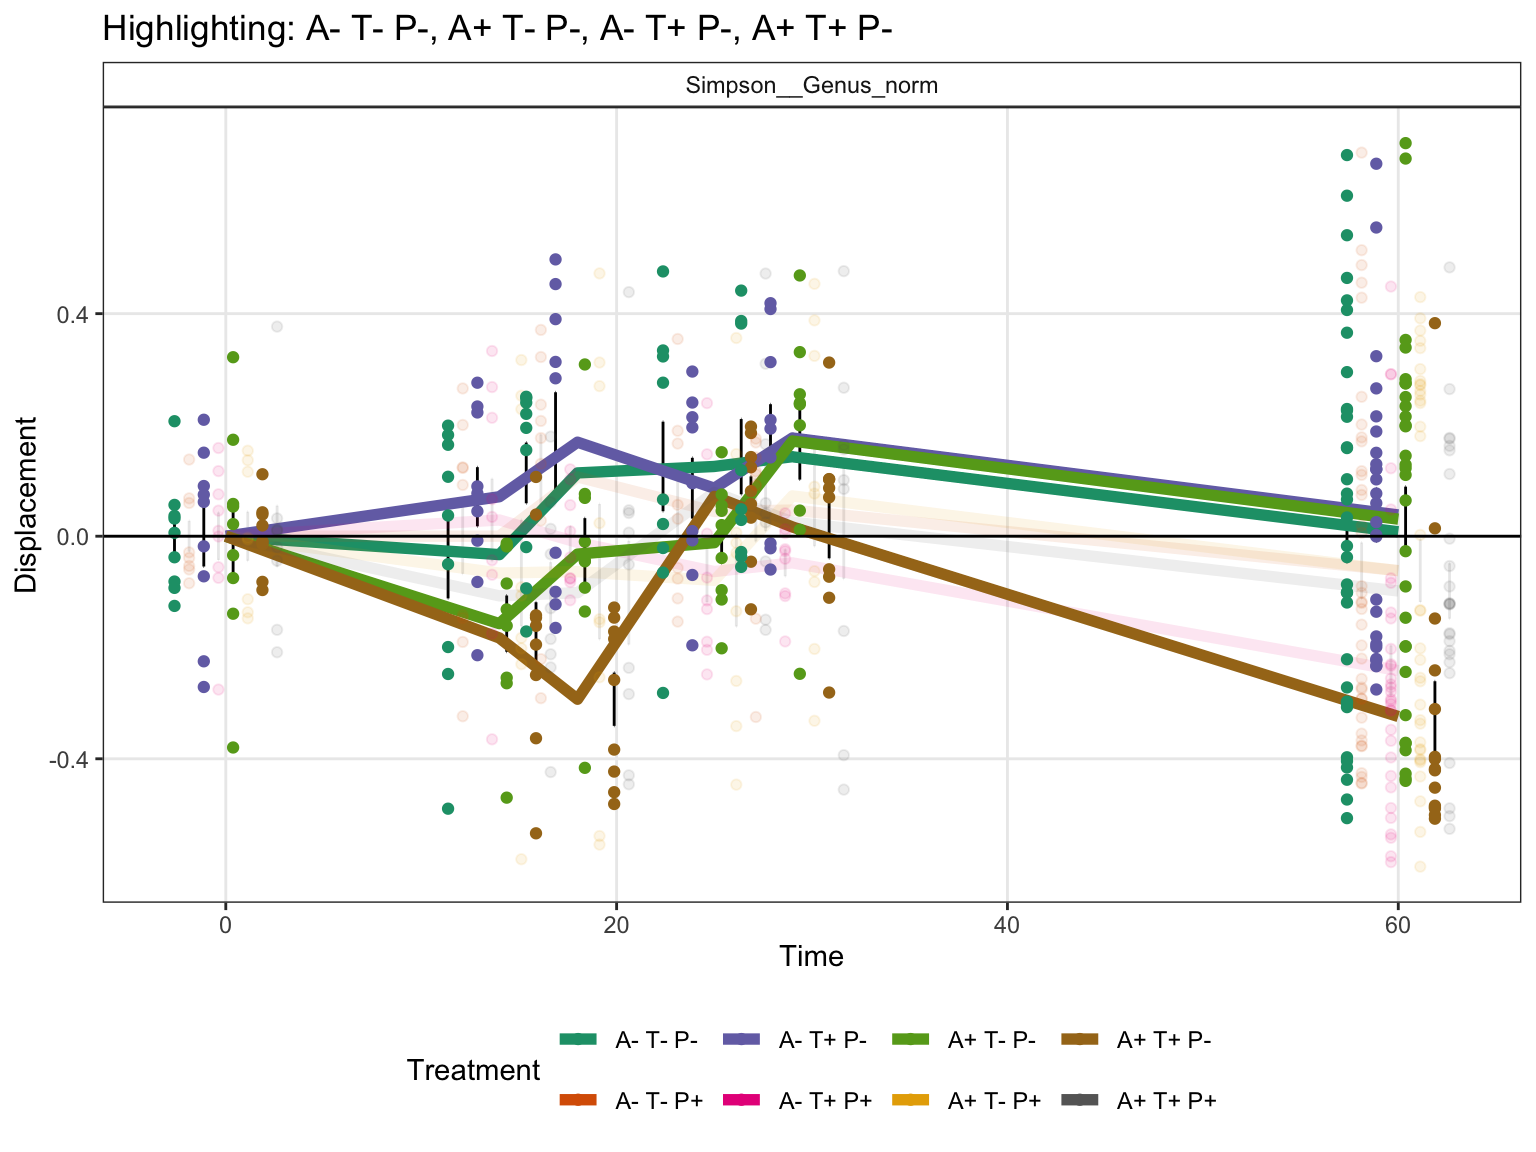 Highlighting: A- T- P-, A+ T- P-, A- T+ P-, A+ T+ P-
Simpson__Genus_norm
Displacement
0.4
0.0
-0.4
0 20 40 60
Time
Treatment
A- T- P- A- T+ P- A+ T- P- A+ T+ P-
A- T- P+ A- T+ P+ A+ T- P+ A+ T+ P+